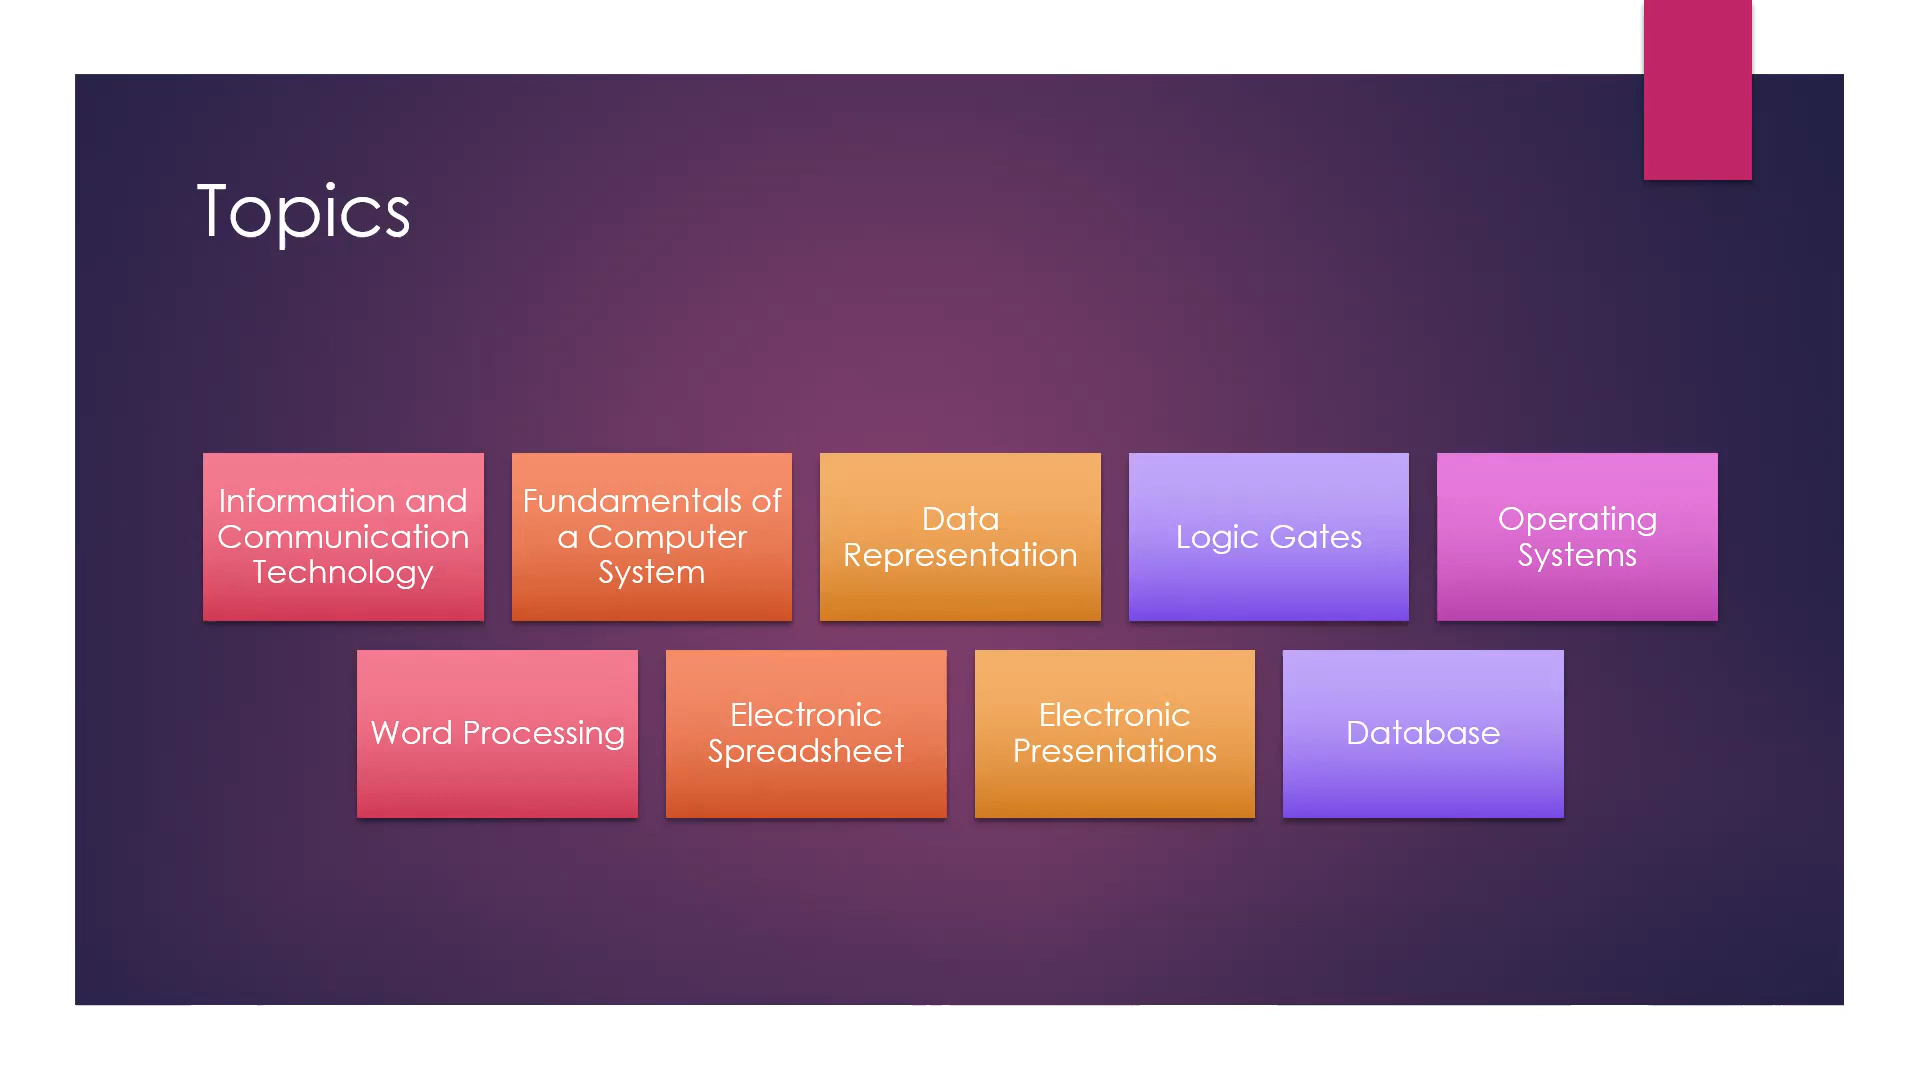 Topics
Information and
Communication
Technology
Fundamentals of
a Computer
System
Data
Representation
Logic Gates
Operating
Systems
Word Processing
Electronic
Spreadsheet
Electronic
Presentations
Database